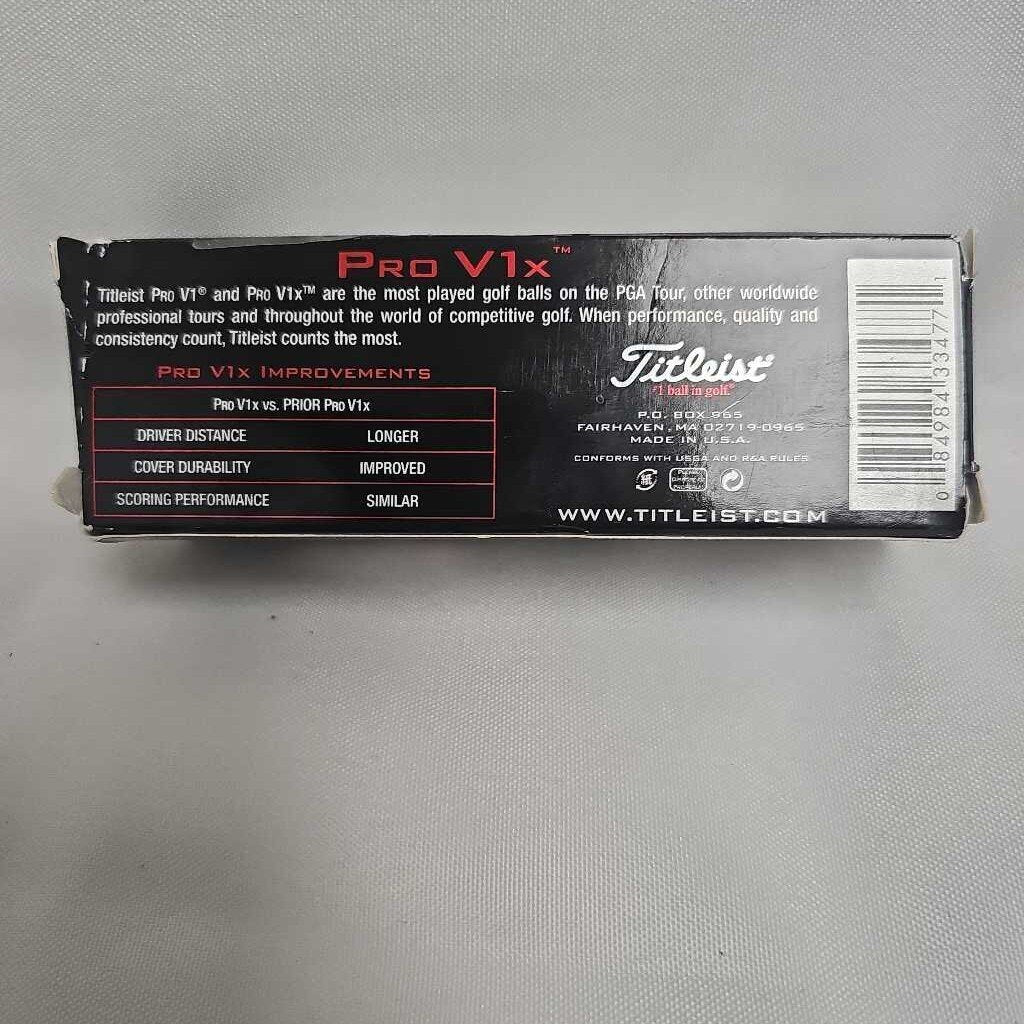 PRO V1x™
Titleist PRO V1® and PRO V1x™ are the most played golf balls on the PGA Tour, other worldwide
professional tours and throughout the world of competitive golf. When performance, quality and
consistency count, Titleist counts the most.
PRO V1x IMPROVEMENTS
PRO V1x vs. PRIOR PRO V1x
DRIVER DISTANCE LONGER
COVER DURABILITY IMPROVED
SCORING PERFORMANCE SIMILAR
Titleist®
#1 ball in golf®
P.O. BOX 965
FAIRHAVEN, MA 02719-0965
MADE IN U.S.A.
CONFORMS WITH USGA AND R&A RULES
WWW.TITLEIST.COM
0 84984 33477 1